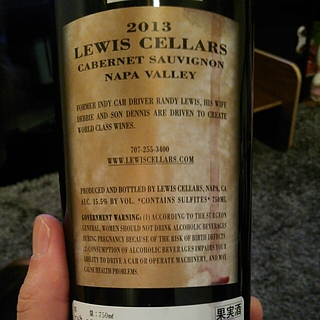 2013
LEWIS CELLARS
CABERNET SAUVIGNON
NAPA VALLEY
FORMER INDY CAR DRIVER RANDY LEWIS, HIS WIFE
DEBBIE AND SON DENNIS ARE DRIVEN TO CREATE
WORLD CLASS WINES.
707-255-3400
WWW.LEWISCELLARS.COM
PRODUCED AND BOTTLED BY LEWIS CELLARS, NAPA, CA
ALC. 15.5% BY VOL. *CONTAINS SULFITES* 750ML
GOVERNMENT WARNING: (1) ACCORDING TO THE SURGEON
GENERAL, WOMEN SHOULD NOT DRINK ALCOHOLIC BEVERAGES
DURING PREGNANCY BECAUSE OF THE RISK OF BIRTH DEFECTS.
(2) CONSUMPTION OF ALCOHOLIC BEVERAGES IMPAIRS YOUR
ABILITY TO DRIVE A CAR OR OPERATE MACHINERY, AND MAY
CAUSE HEALTH PROBLEMS.
量:750ml
果実酒